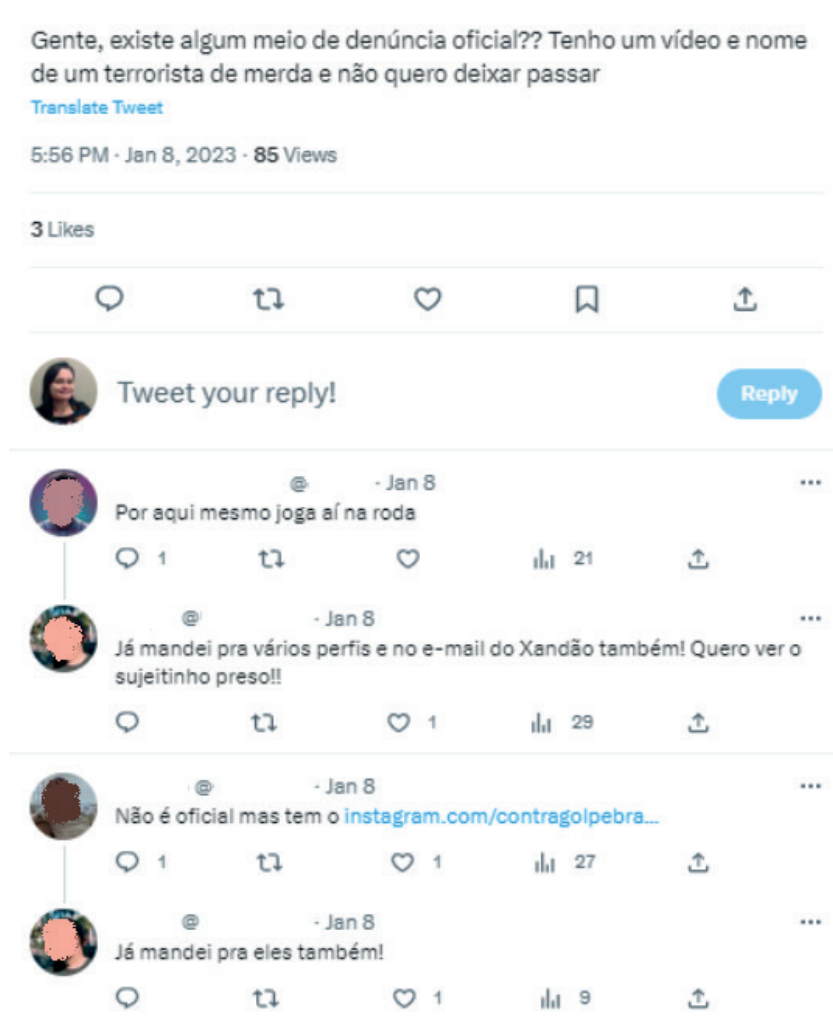 Gente, existe algum meio de denúncia oficial?? Tenho um vídeo e nome
de um terrorista de merda e não quero deixar passar
Translate Tweet
5:56 PM · Jan 8, 2023 · 85 Views
3 Likes
Tweet your reply!
Reply
@ · Jan 8
Por aqui mesmo joga aí na roda
1 21
@ · Jan 8
Já mandei pra vários perfis e no e-mail do Xandão também! Quero ver o
sujeitinho preso!!
1 29
@ · Jan 8
Não é oficial mas tem o instagram.com/contragolpebra...
1 1 27
@ · Jan 8
Já mandei pra eles também!
1 9